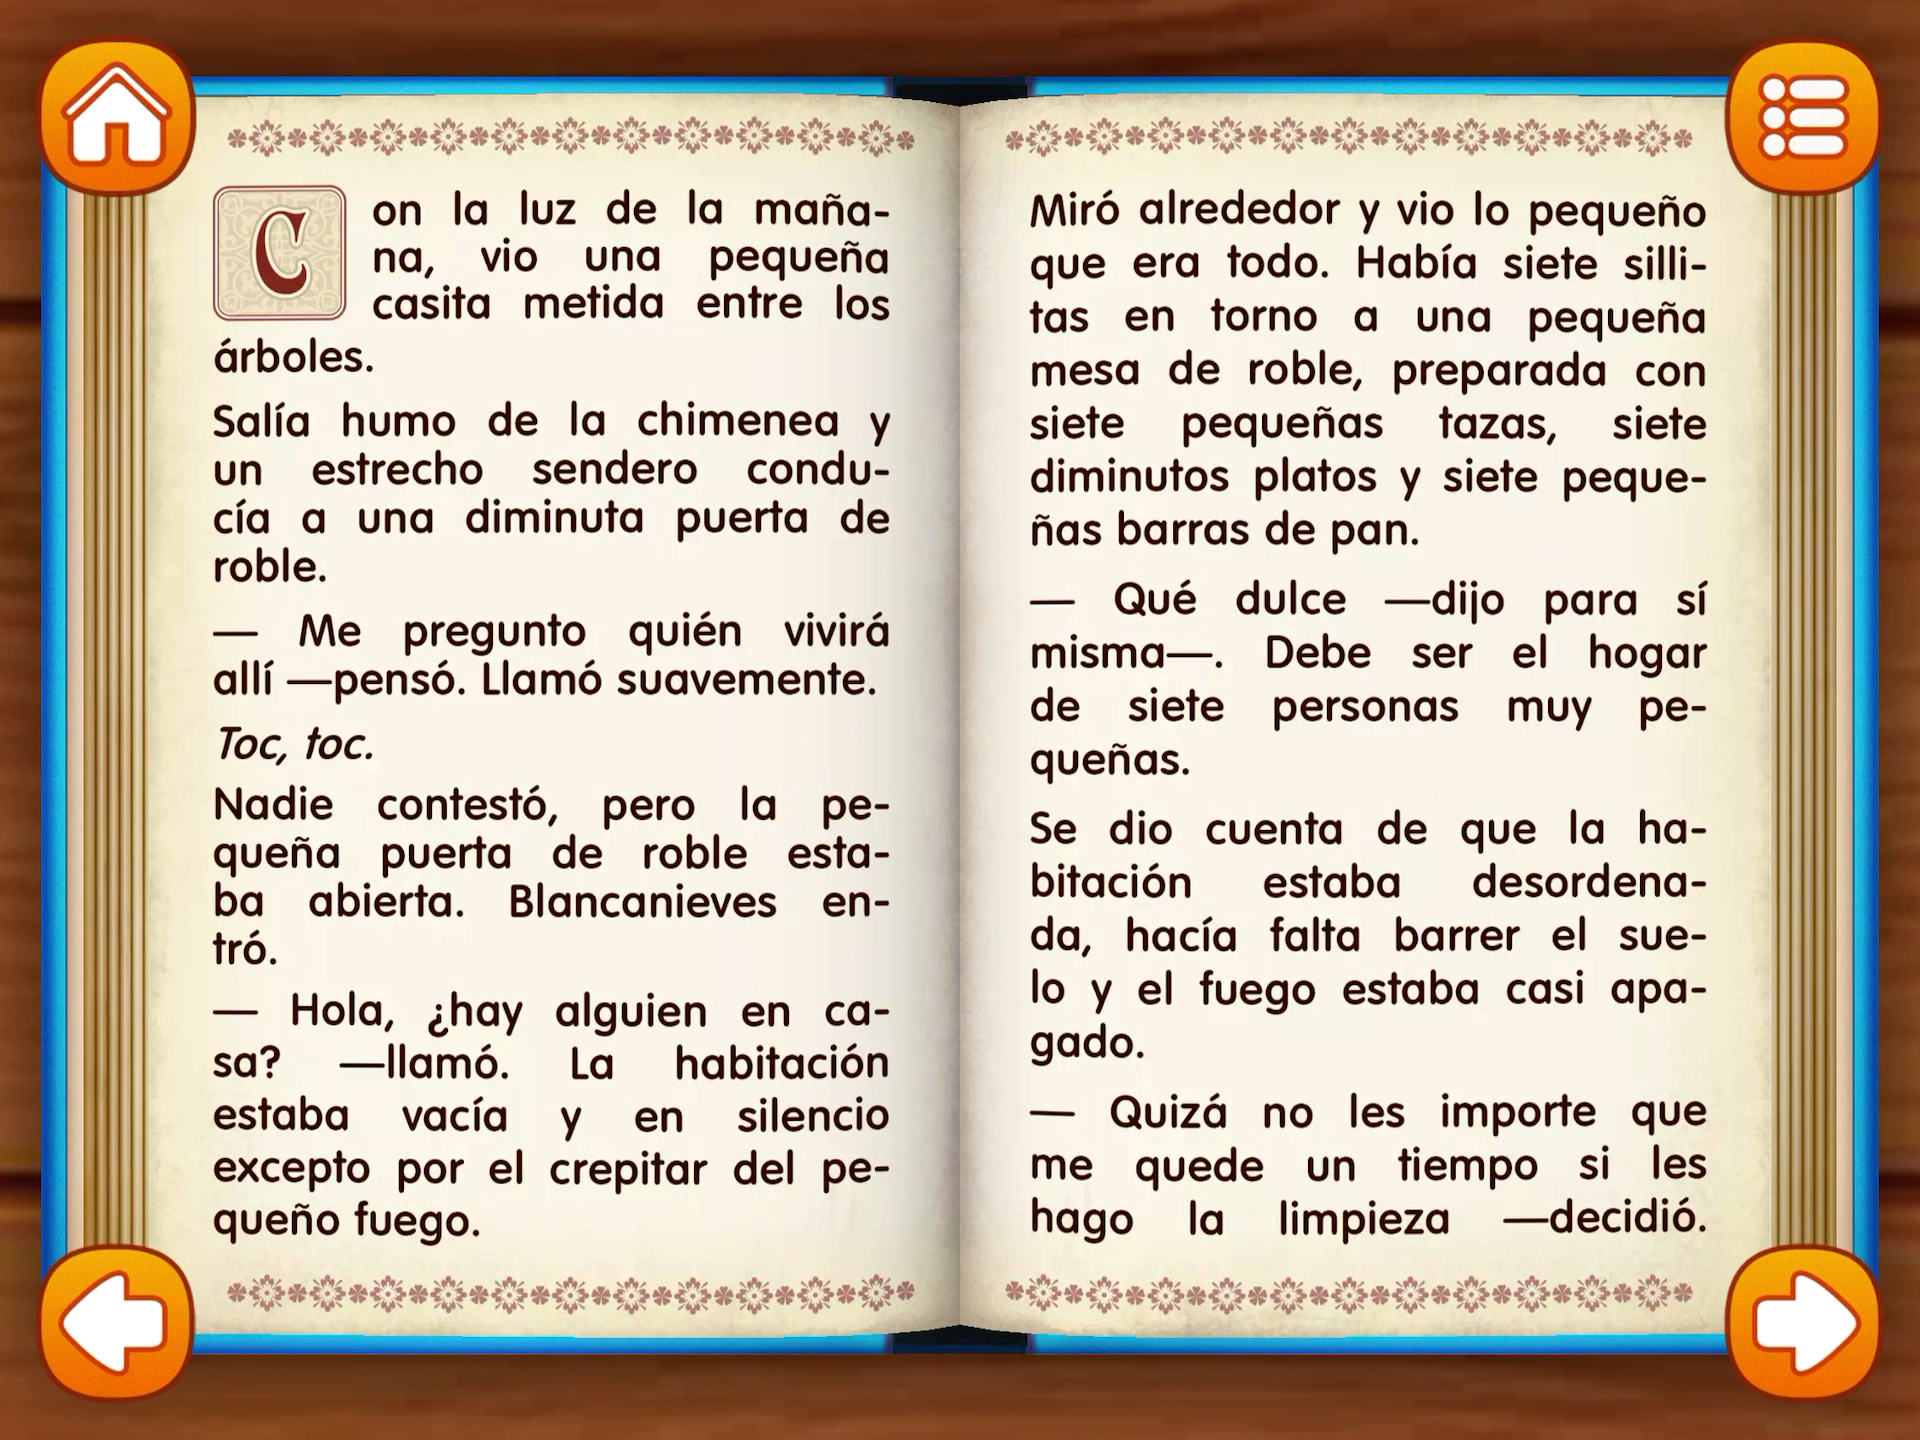 Con la luz de la maña-
na, vio una pequeña
casita metida entre los
árboles.
Salía humo de la chimenea y
un estrecho sendero condu-
cía a una diminuta puerta de
roble.
— Me pregunto quién vivirá
allí —pensó. Llamó suavemente.
Toc, toc.
Nadie contestó, pero la pe-
queña puerta de roble esta-
ba abierta. Blancanieves en-
tró.
— Hola, ¿hay alguien en ca-
sa? —llamó. La habitación
estaba vacía y en silencio
excepto por el crepitar del pe-
queño fuego.
Miró alrededor y vio lo pequeño
que era todo. Había siete silli-
tas en torno a una pequeña
mesa de roble, preparada con
siete pequeñas tazas, siete
diminutos platos y siete peque-
ñas barras de pan.
— Qué dulce —dijo para sí
misma—. Debe ser el hogar
de siete personas muy pe-
queñas.
Se dio cuenta de que la ha-
bitación estaba desordena-
da, hacía falta barrer el sue-
lo y el fuego estaba casi apa-
gado.
— Quizá no les importe que
me quede un tiempo si les
hago la limpieza —decidió.